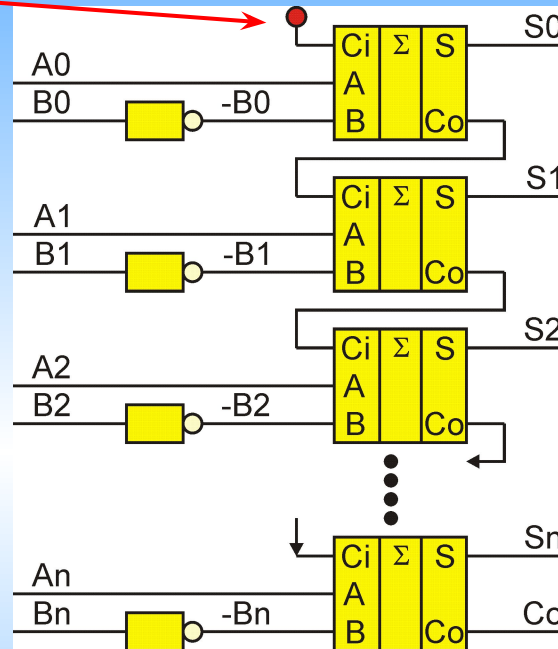 S0
Ci Σ S
A0
A
B0 -B0
B Co
S1
Ci Σ S
A1
A
B1 -B1
B Co
S2
Ci Σ S
A2
A
B2 -B2
B Co
Sn
Ci Σ S
An
A
Bn -Bn Co
B Co